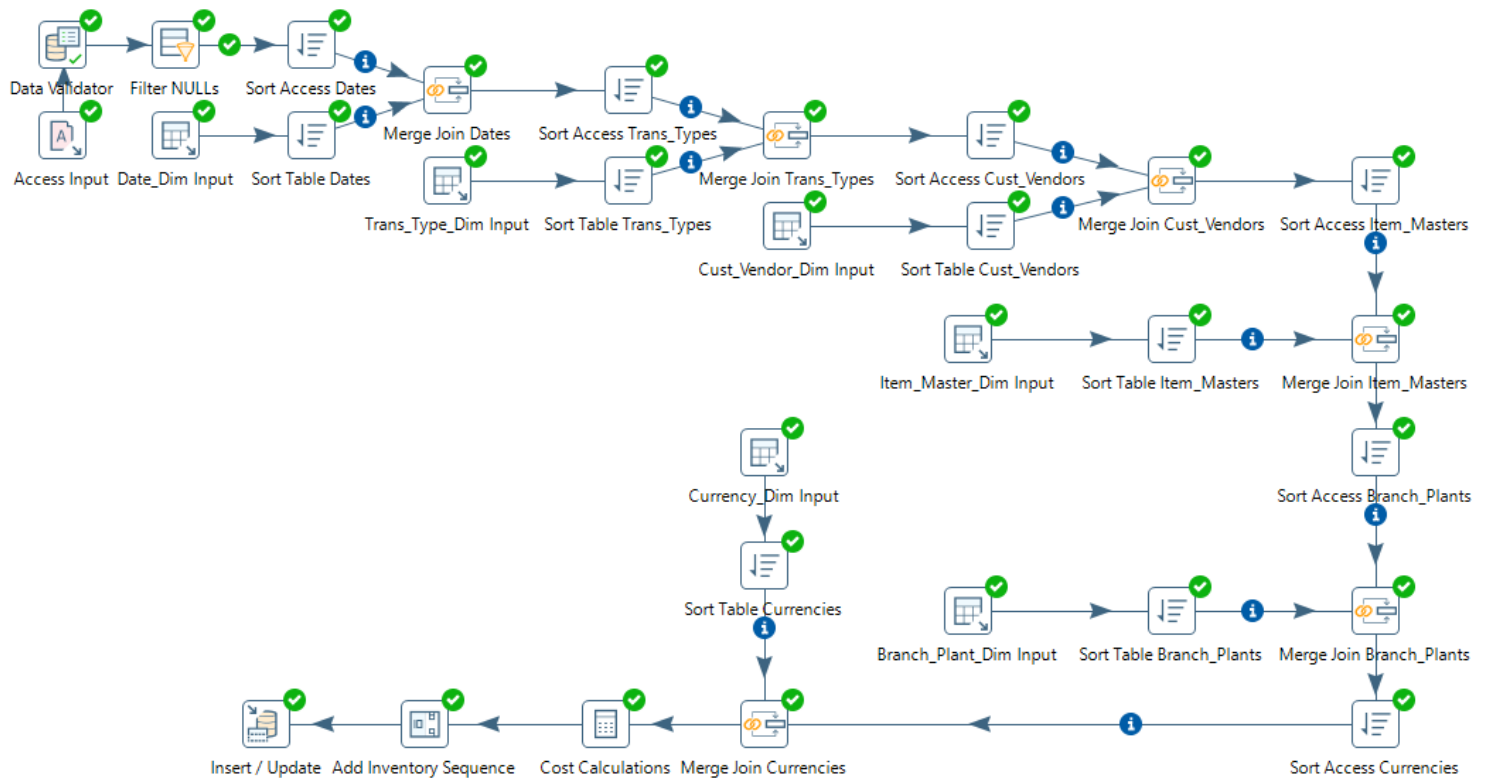 Data Validator
Filter NULLs
Sort Access Dates
Merge Join Dates
Sort Access Trans_Types
Access Input
Date_Dim Input
Sort Table Dates
Merge Join Trans_Types
Sort Access Cust_Vendors
Trans_Type_Dim Input
Sort Table Trans_Types
Merge Join Cust_Vendors
Sort Access Item_Masters
Cust_Vendor_Dim Input
Sort Table Cust_Vendors
Item_Master_Dim Input
Sort Table Item_Masters
Merge Join Item_Masters
Currency_Dim Input
Sort Access Branch_Plants
Sort Table Currencies
Branch_Plant_Dim Input
Sort Table Branch_Plants
Merge Join Branch_Plants
Insert / Update
Add Inventory Sequence
Cost Calculations
Merge Join Currencies
Sort Access Currencies